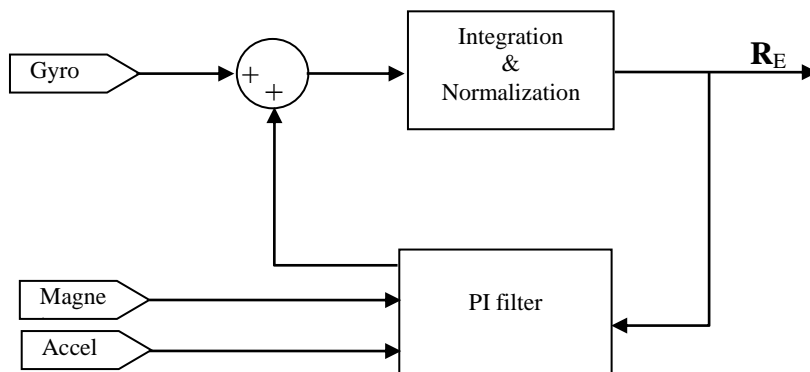 Gyro
+
+
Integration
&
Normalization
R_E
Magne
Accel
PI filter